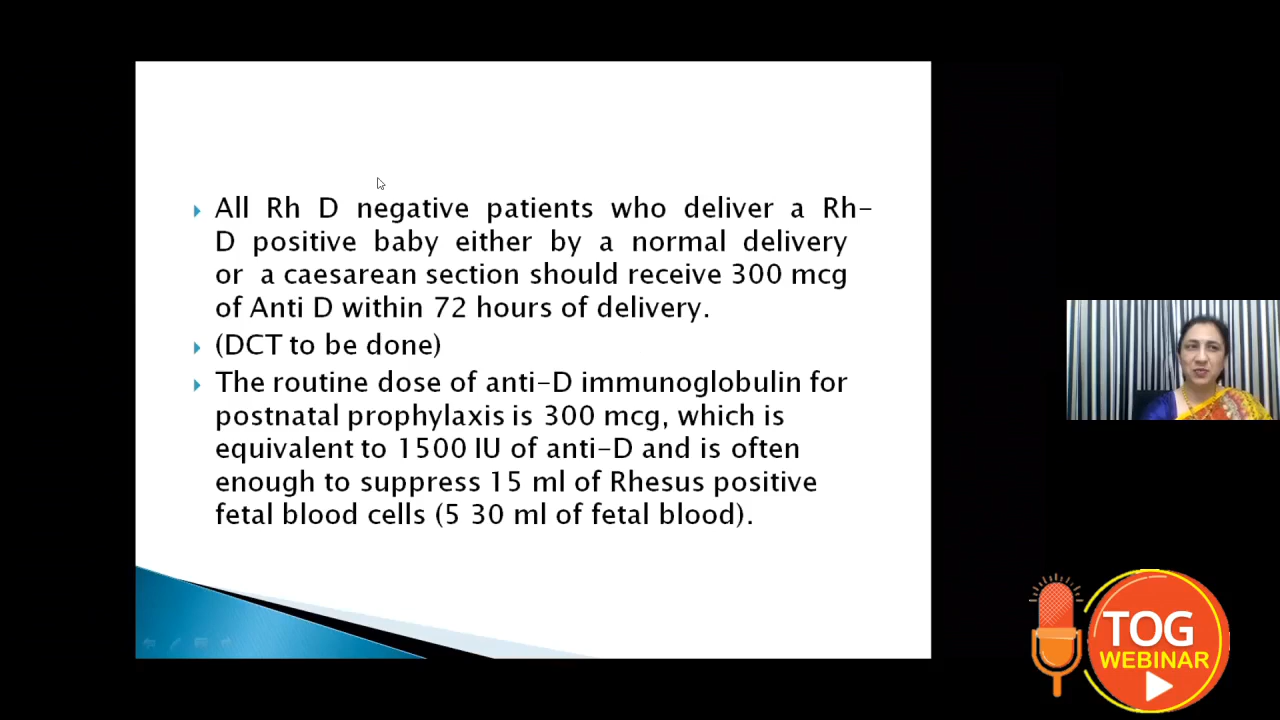 All Rh D negative patients who deliver a Rh-
D positive baby either by a normal delivery
or a caesarean section should receive 300 mcg
of Anti D within 72 hours of delivery.
(DCT to be done)
The routine dose of anti-D immunoglobulin for
postnatal prophylaxis is 300 mcg, which is
equivalent to 1500 IU of anti-D and is often
enough to suppress 15 ml of Rhesus positive
fetal blood cells (5 30 ml of fetal blood).
TOG
WEBINAR